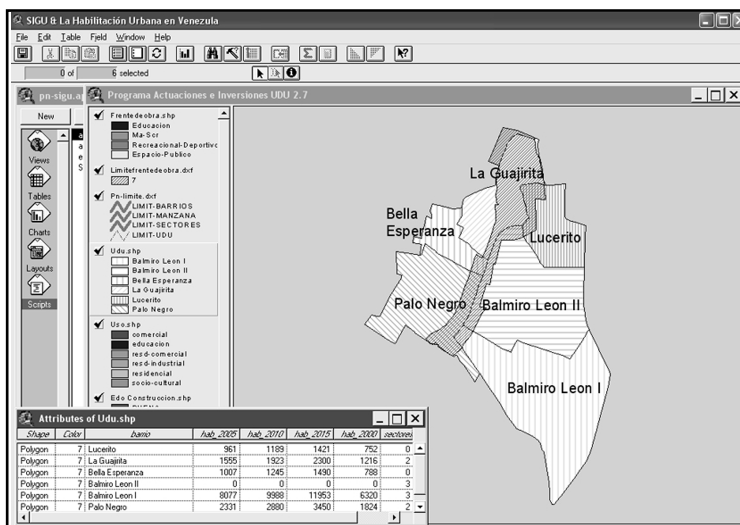 SIGU & La Habilitación Urbana en Venezula
File Edit Table Field Window Help
0 of 6 selected
pn-sigu.ap
Programa Actuaciones e Inversiones UDU 2.7
New
Views
Tables
Charts
Layouts
Scripts
Frentedeobra.shp
Educacion
Ma-Scr
Recreacional-Deportivo
Espacio-Publico
Limitefrentedeobra.dxf
7
Pn-limite.dxf
LIMIT-BARRIOS
LIMIT-MANZANA
LIMIT-SECTORES
LIMIT-UDU
Udu.shp
Balmiro Leon I
Balmiro Leon II
Bella Esperanza
La Guajirita
Lucerito
Palo Negro
Uso.shp
comercial
educacion
resd-comercial
resd-industrial
residencial
socio-cultural
Edo Construccion.shp
La Guajirita
Bella
Esperanza
Lucerito
Palo Negro
Balmiro Leon II
Balmiro Leon I
Attributes of Udu.shp
Shape Color barrio hab_2005 hab_2010 hab_2015 hab_2000 sectores
Polygon 7 Lucerito 961 1189 1421 752 0
Polygon 7 La Guajirita 1555 1923 2300 1216 2
Polygon 7 Bella Esperanza 1007 1245 1490 788 0
Polygon 7 Balmiro Leon II 0 0 0 0 3
Polygon 7 Balmiro Leon I 8077 9988 11953 6320 3
Polygon 7 Palo Negro 2331 2880 3450 1824 2